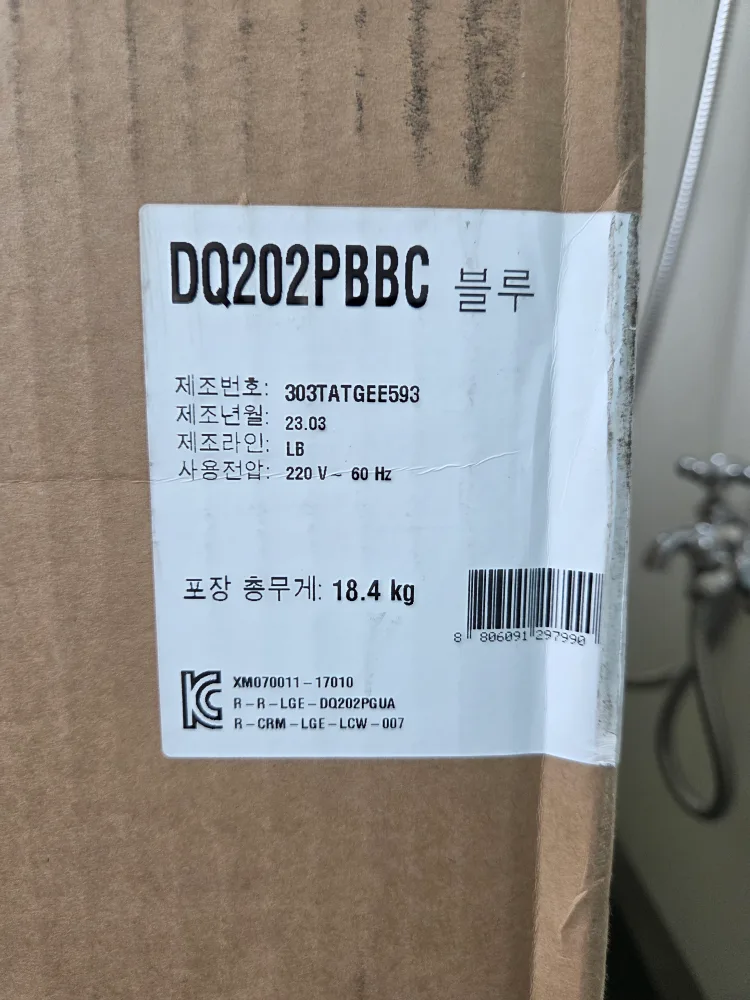 DQ202PBBC 블루
제조번호: 303TATGEE593
제조년월: 23.03
제조라인: LB
사용전압: 220 V ~ 60 Hz
포장 총무게: 18.4 kg
8 806091 297990
XM070011-17010
R-R-LGE-DQ202PGUA
R-CRM-LGE-LCW-007